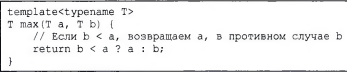 template<typename T>
T max(T a, T b) {
// Если b < a, возвращаем a, в противном случае b
return b < a ? a : b;
}